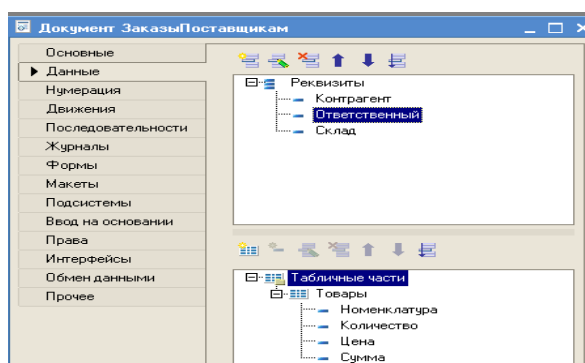 Документ ЗаказыПоставщикам
Основные
Данные
Нумерация
Движения
Последовательности
Журналы
Формы
Макеты
Подсистемы
Ввод на основании
Права
Интерфейсы
Обмен данными
Прочее
Реквизиты
Контрагент
Ответственный
Склад
Табличные части
Товары
Номенклатура
Количество
Цена
Сумма